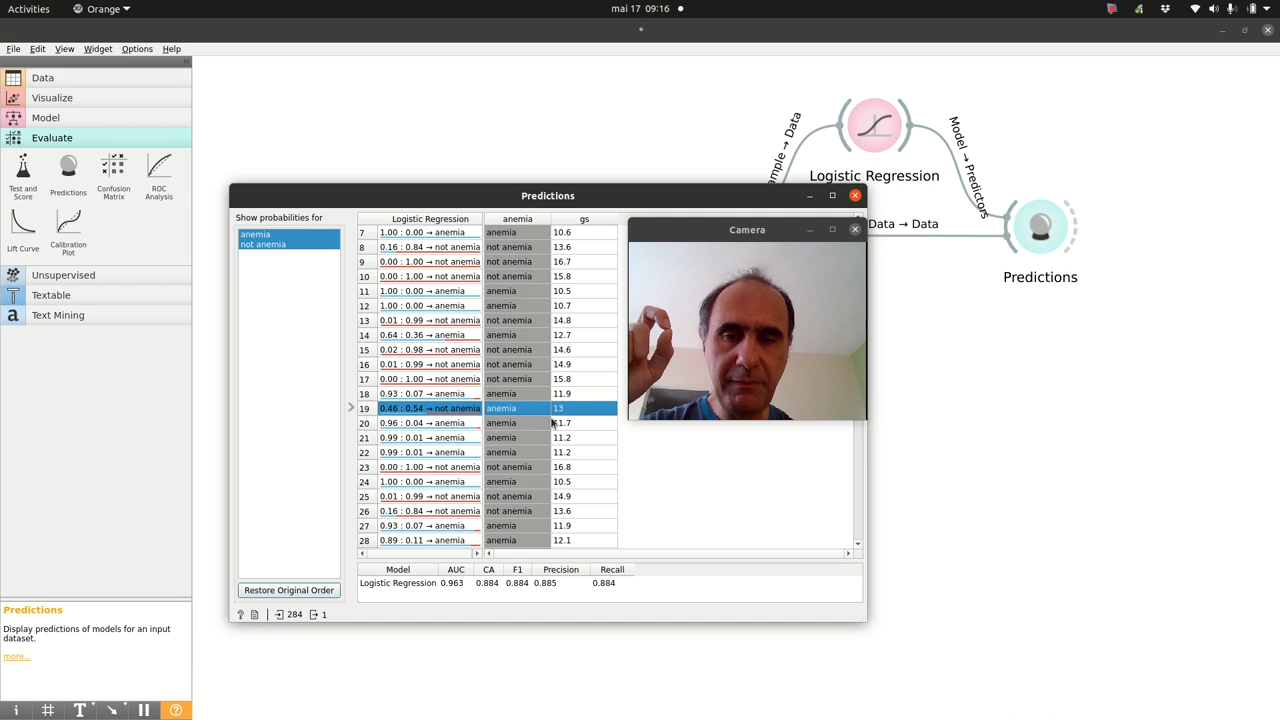 Activities Orange mai 17 09:16
File Edit View Widget Options Help
Data
Visualize
Model
Evaluate
Test and Score
Predictions
Confusion Matrix
ROC Analysis
Lift Curve
Calibration Plot
Unsupervised
Textable
Text Mining
Predictions
Display predictions of models for an input
dataset.
more...
ample → Data
Logistic Regression
Model → Predictors
Data → Data
Predictions
Predictions
Show probabilities for
anemia
not anemia
Restore Original Order
Logistic Regression anemia gs
7 1.00 : 0.00 → anemia anemia 10.6
8 0.16 : 0.84 → not anemia not anemia 13.6
9 0.00 : 1.00 → not anemia not anemia 16.7
10 0.00 : 1.00 → not anemia not anemia 15.8
11 1.00 : 0.00 → anemia anemia 10.5
12 1.00 : 0.00 → anemia anemia 10.7
13 0.01 : 0.99 → not anemia not anemia 14.8
14 0.64 : 0.36 → anemia anemia 12.7
15 0.02 : 0.98 → not anemia not anemia 14.6
16 0.01 : 0.99 → not anemia not anemia 14.9
17 0.00 : 1.00 → not anemia not anemia 15.8
18 0.93 : 0.07 → anemia anemia 11.9
19 0.46 : 0.54 → not anemia anemia 13
20 0.96 : 0.04 → anemia anemia 11.7
21 0.99 : 0.01 → anemia anemia 11.2
22 0.99 : 0.01 → anemia anemia 11.2
23 0.00 : 1.00 → not anemia not anemia 16.8
24 1.00 : 0.00 → anemia anemia 10.5
25 0.01 : 0.99 → not anemia not anemia 14.9
26 0.16 : 0.84 → not anemia not anemia 13.6
27 0.93 : 0.07 → anemia anemia 11.9
28 0.89 : 0.11 → anemia anemia 12.1
Model AUC CA F1 Precision Recall
Logistic Regression 0.963 0.884 0.884 0.885 0.884
284 1
Camera